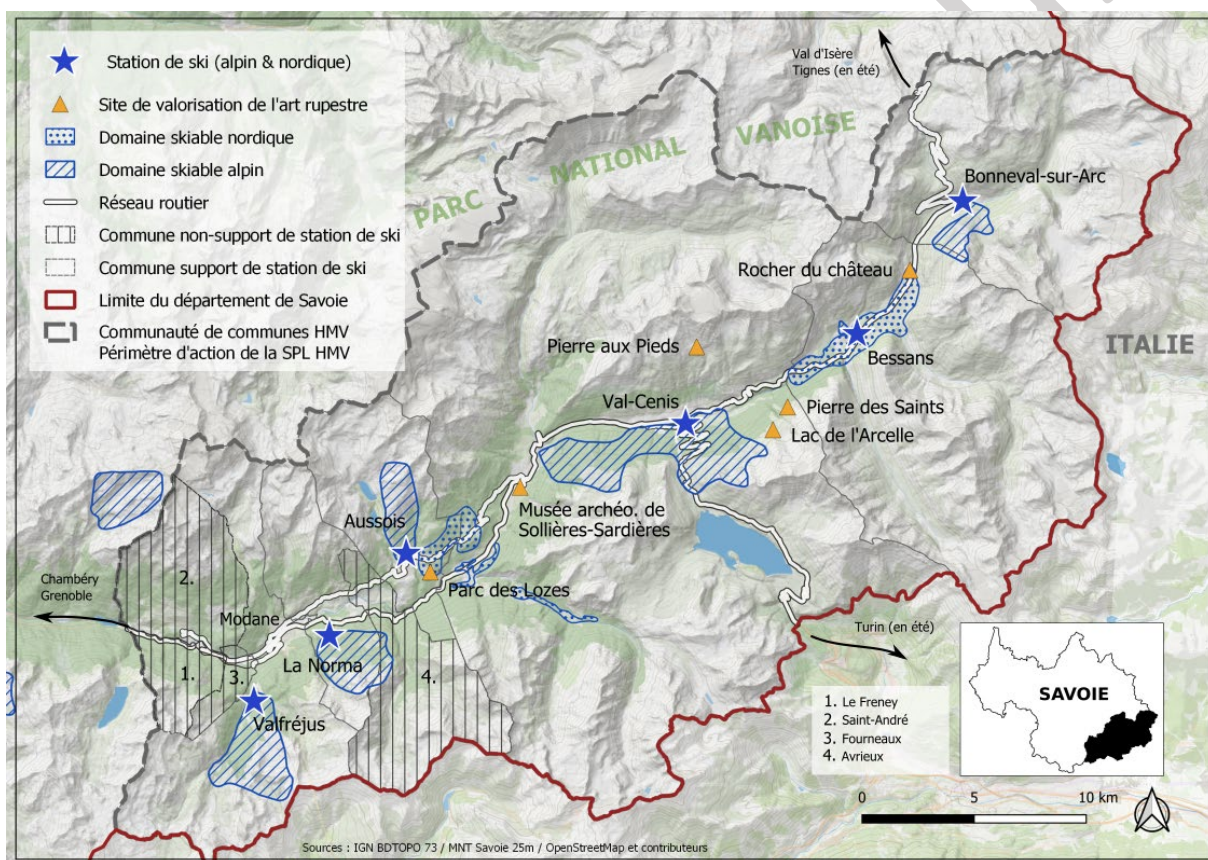 Station de ski (alpin & nordique)
Site de valorisation de l'art rupestre
Domaine skiable nordique
Domaine skiable alpin
Réseau routier
Commune non-support de station de ski
Commune support de station de ski
Limite du département de Savoie
Communauté de communes HMV
Périmètre d'action de la SPL HMV
Val d'Isère
Tignes (en été)
PARC NATIONAL VANOISE
Bonneval-sur-Arc
Rocher du château
ITALIE
Pierre aux Pieds
Bessans
Val-Cenis
Pierre des Saints
Lac de l'Arcelle
Musée archéo. de
Sollières-Sardières
Aussois
2.
Chambéry
Grenoble
Parc des Lozes
Modane
Turin (en été)
La Norma
1.
3.
4.
Valfréjus
1. Le Freney
2. Saint-André
3. Fourneaux
4. Avrieux
SAVOIE
0 5 10 km
Sources : IGN BDTOPO 73 / MNT Savoie 25m / OpenStreetMap et contributeurs